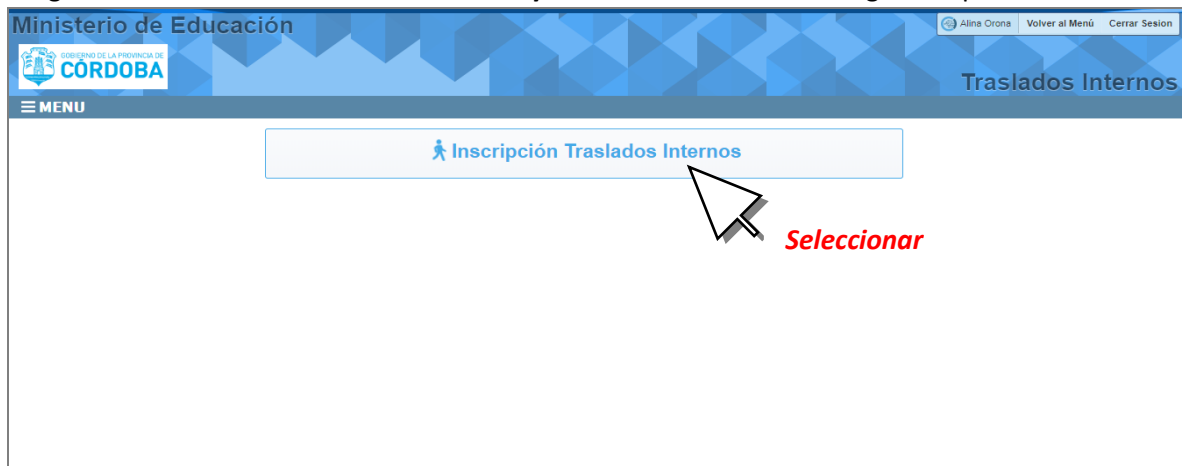 Ministerio de Educación
Alina Orona Volver al Menú Cerrar Sesion
GOBIERNO DE LA PROVINCIA DE
CÓRDOBA
Traslados Internos
MENU
Inscripción Traslados Internos
Seleccionar